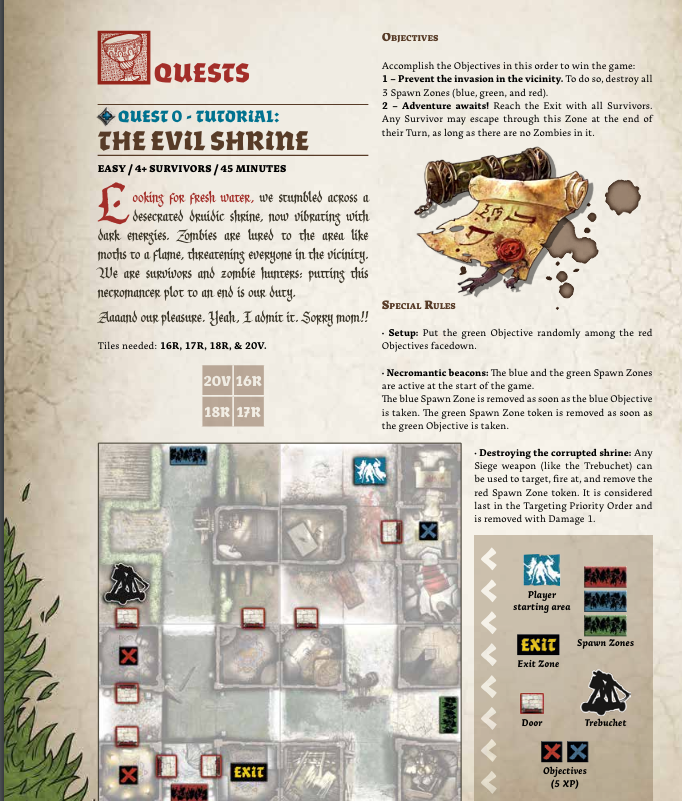 QUESTS
QUEST 0 - TUTORIAL:
THE EVIL SHRINE
EASY / 4+ SURVIVORS / 45 MINUTES
Looking for fresh water, we stumbled across a
desecrated druidic shrine, now vibrating with
dark energies. Zombies are lured to the area like
moths to a flame, threatening everyone in the vicinity.
We are survivors and zombie hunters: putting this
necromancer plot to an end is our duty.
Aaaand our pleasure. Yeah, I admit it. Sorry mom!!
Tiles needed: 16R, 17R, 18R, & 20V.
20V 16R
18R 17R
OBJECTIVES
Accomplish the Objectives in this order to win the game:
1 – Prevent the invasion in the vicinity. To do so, destroy all
3 Spawn Zones (blue, green, and red).
2 – Adventure awaits! Reach the Exit with all Survivors.
Any Survivor may escape through this Zone at the end of
their Turn, as long as there are no Zombies in it.
SPECIAL RULES
• Setup: Put the green Objective randomly among the red
Objectives facedown.
• Necromantic beacons: The blue and the green Spawn Zones
are active at the start of the game.
The blue Spawn Zone is removed as soon as the blue Objective
is taken. The green Spawn Zone token is removed as soon as
the green Objective is taken.
• Destroying the corrupted shrine: Any
Siege weapon (like the Trebuchet) can
be used to target, fire at, and remove the
red Spawn Zone token. It is considered
last in the Targeting Priority Order and
is removed with Damage 1.
EXIT
Player
starting area
Spawn Zones
EXIT
Exit Zone
Door
Trebuchet
Objectives
(5 XP)